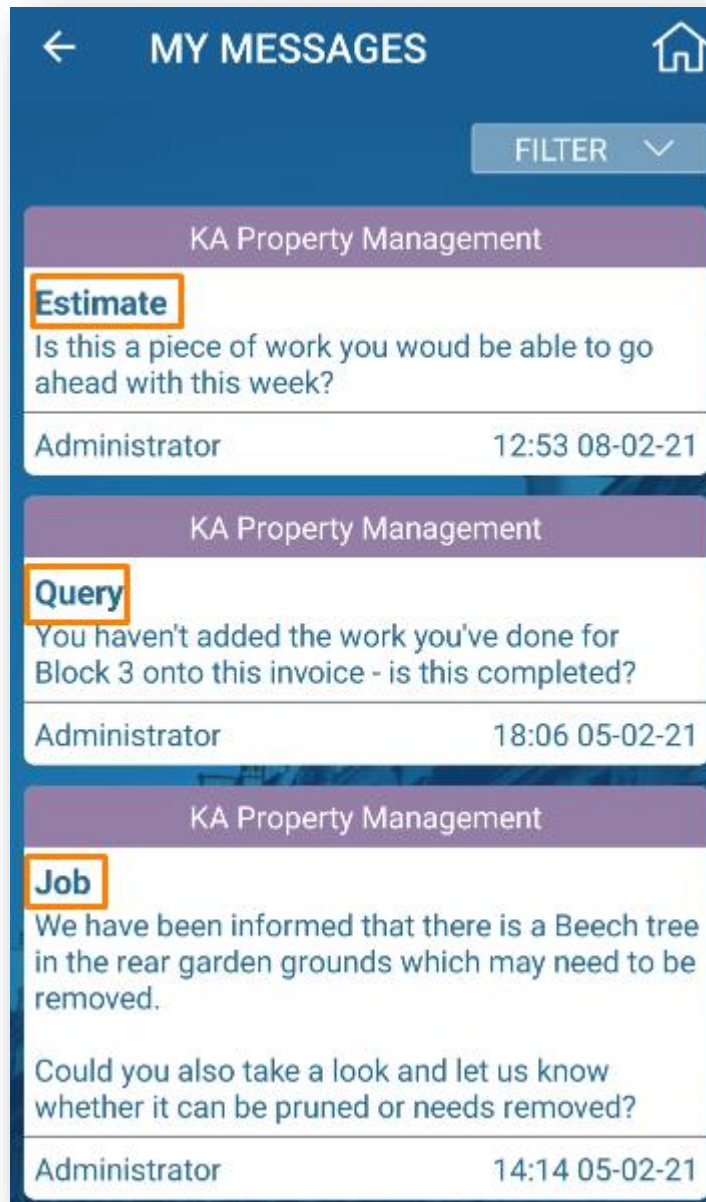 MY MESSAGES
FILTER
KA Property Management
Estimate
Is this a piece of work you woud be able to go
ahead with this week?
Administrator 12:53 08-02-21
KA Property Management
Query
You haven't added the work you've done for
Block 3 onto this invoice - is this completed?
Administrator 18:06 05-02-21
KA Property Management
Job
We have been informed that there is a Beech tree
in the rear garden grounds which may need to be
removed.
Could you also take a look and let us know
whether it can be pruned or needs removed?
Administrator 14:14 05-02-21